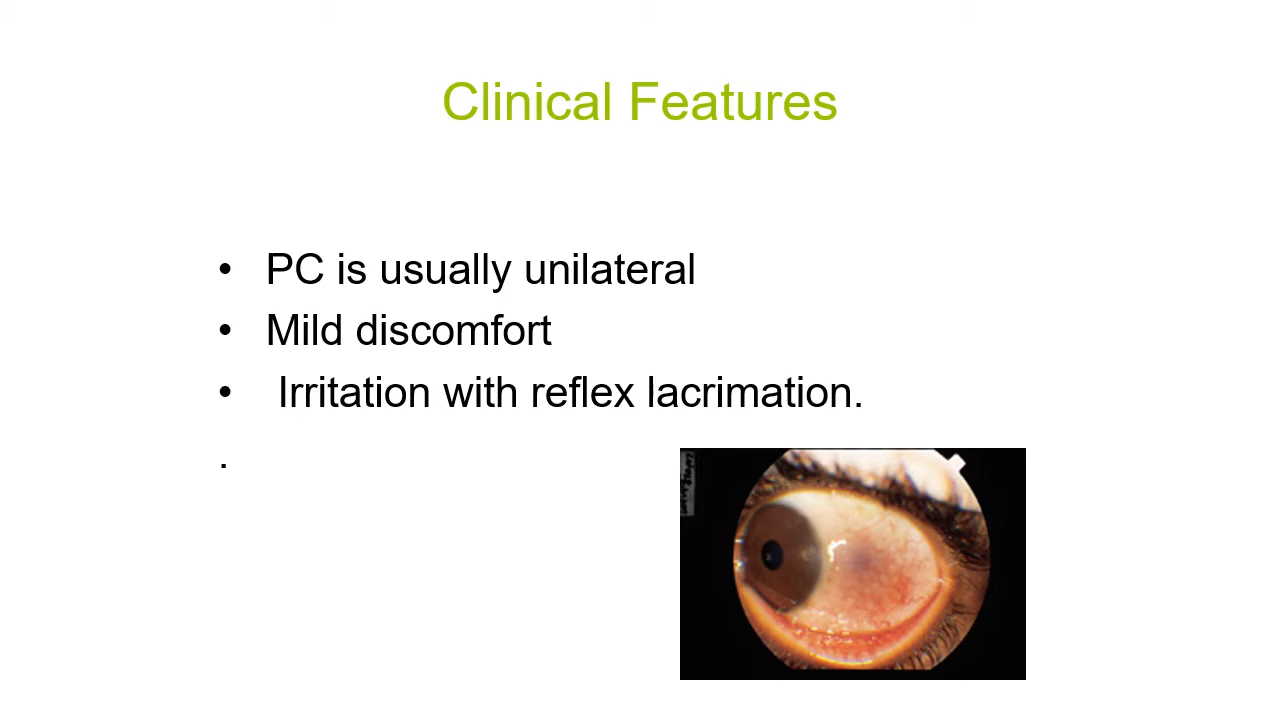 Clinical Features
• PC is usually unilateral
• Mild discomfort
• Irritation with reflex lacrimation.
.